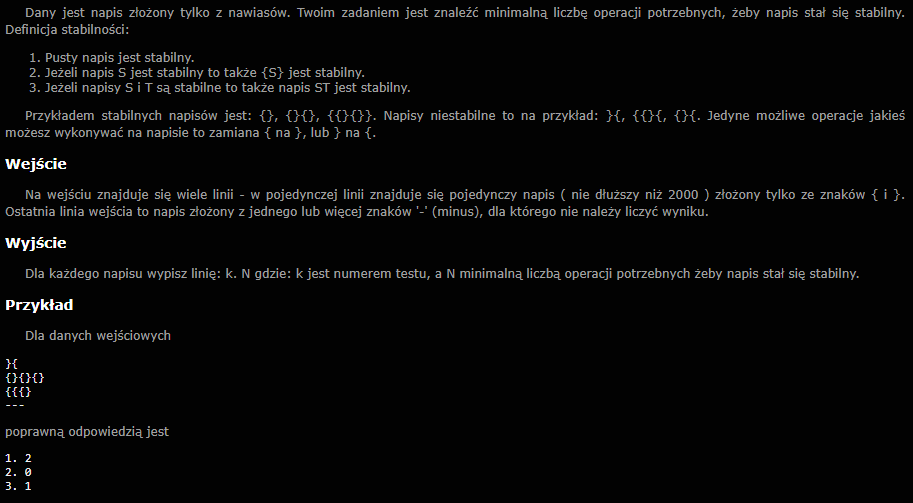 Dany jest napis złożony tylko z nawiasów. Twoim zadaniem jest znaleźć minimalną liczbę operacji potrzebnych, żeby napis stał się stabilny.
Definicja stabilności:
1. Pusty napis jest stabilny.
2. Jeżeli napis S jest stabilny to także {S} jest stabilny.
3. Jeżeli napisy S i T są stabilne to także napis ST jest stabilny.
Przykładem stabilnych napisów jest: {}, {}{}, {{}{}}. Napisy niestabilne to na przykład: }{, {{}{, {}{. Jedyne możliwe operacje jakieś
możesz wykonywać na napisie to zamiana { na }, lub } na {.
Wejście
Na wejściu znajduje się wiele linii - w pojedynczej linii znajduje się pojedynczy napis ( nie dłuższy niż 2000 ) złożony tylko ze znaków { i }.
Ostatnia linia wejścia to napis złożony z jednego lub więcej znaków '-' (minus), dla którego nie należy liczyć wyniku.
Wyjście
Dla każdego napisu wypisz linię: k. N gdzie: k jest numerem testu, a N minimalną liczbą operacji potrzebnych żeby napis stał się stabilny.
Przykład
Dla danych wejściowych
}{
{}{}{}
{{{}
---
poprawną odpowiedzią jest
1. 2
2. 0
3. 1